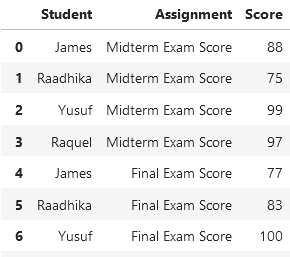 Student Assignment Score
0 James Midterm Exam Score 88
1 Raadhika Midterm Exam Score 75
2 Yusuf Midterm Exam Score 99
3 Raquel Midterm Exam Score 97
4 James Final Exam Score 77
5 Raadhika Final Exam Score 83
6 Yusuf Final Exam Score 100